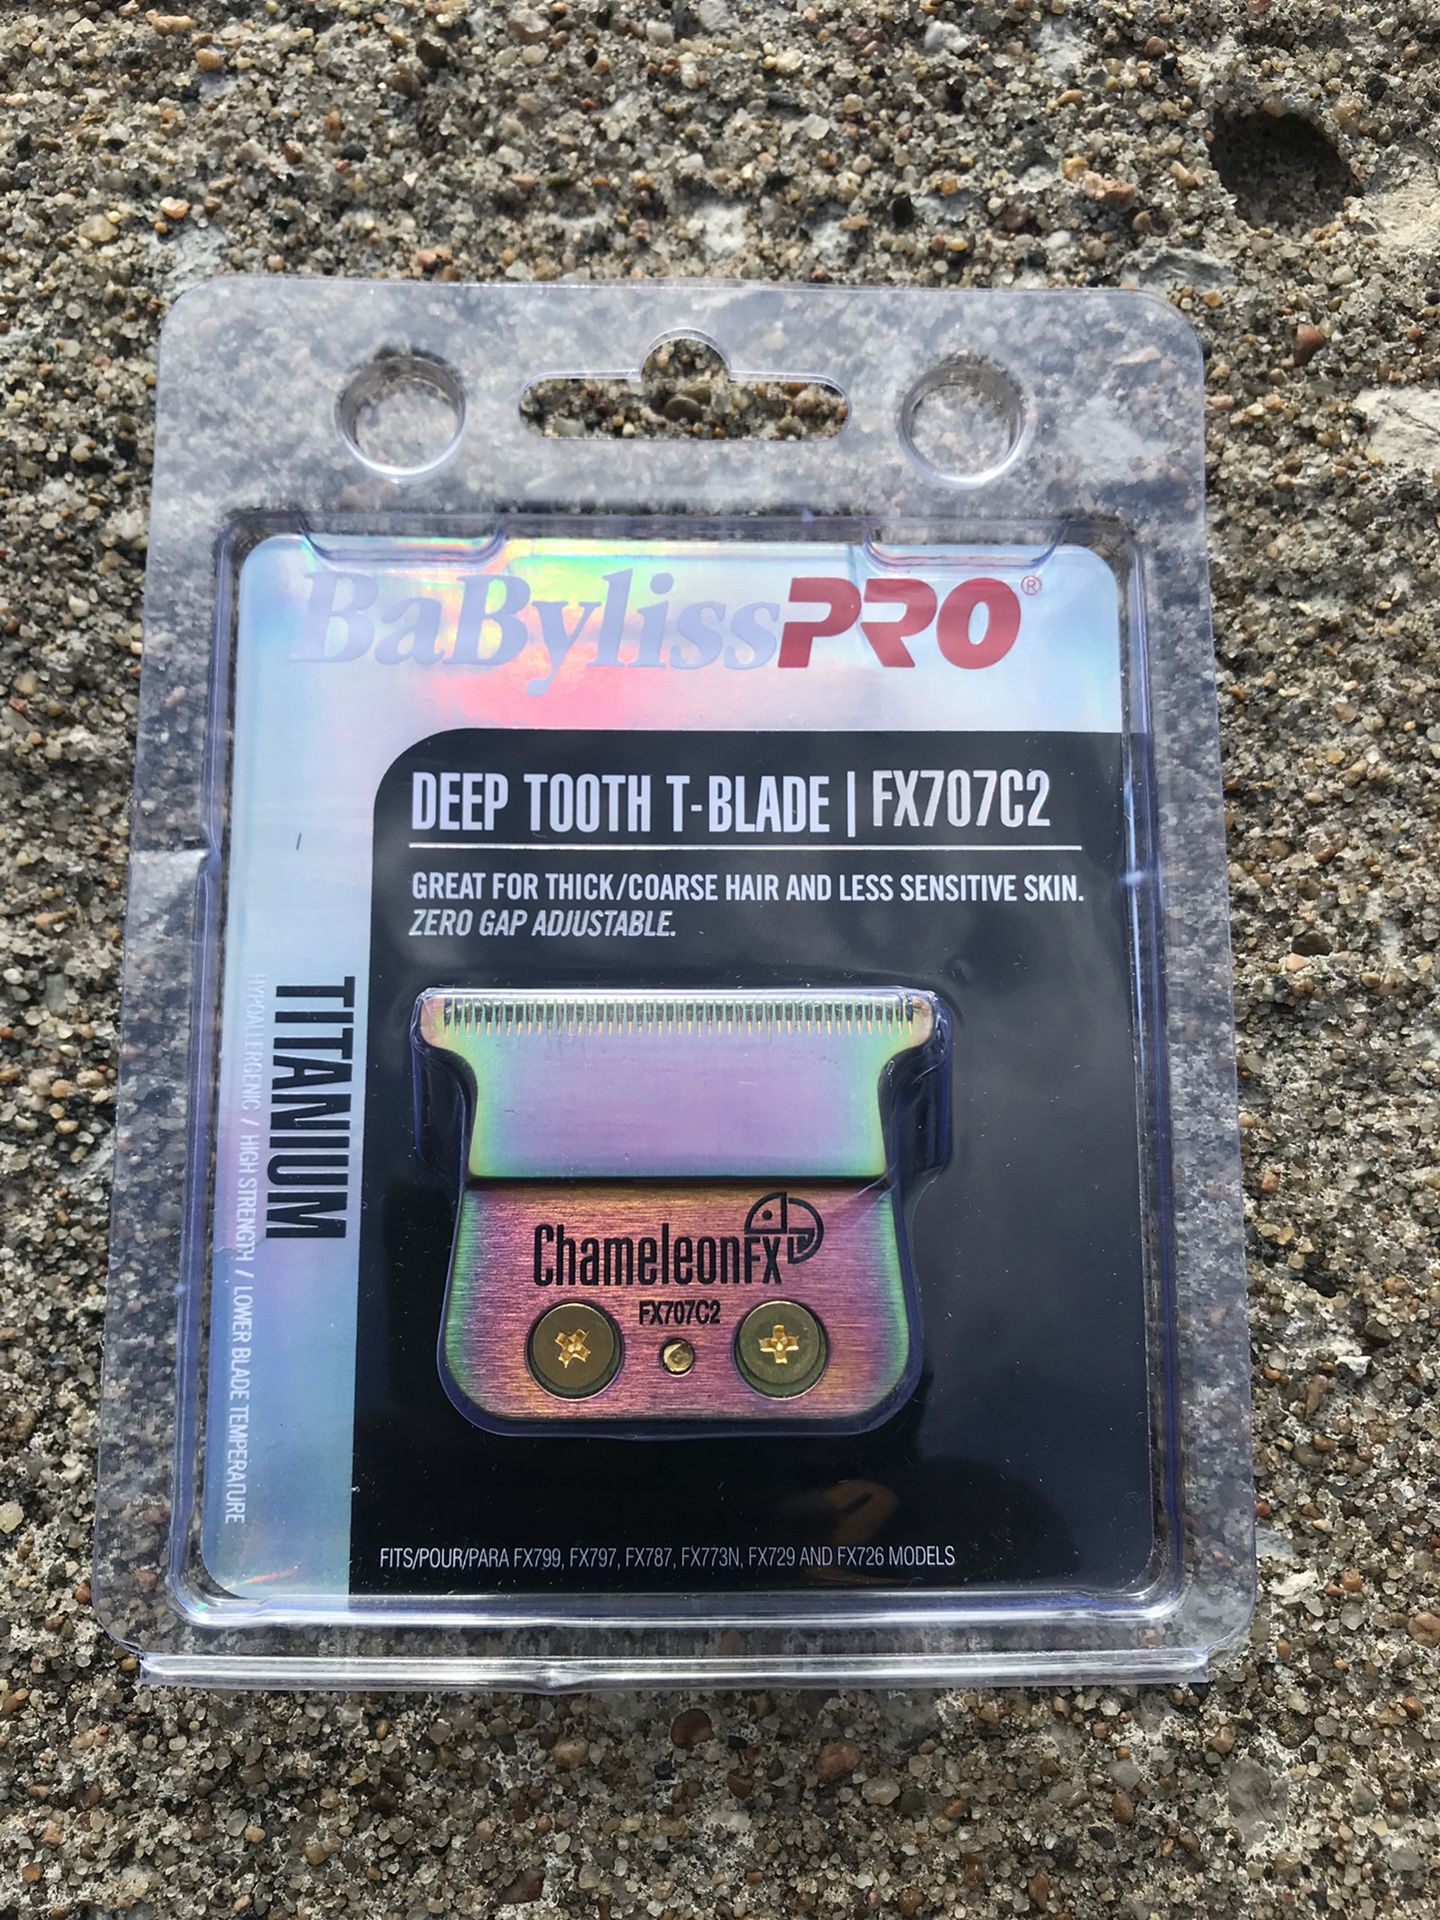 BaBylissPRO®
DEEP TOOTH T-BLADE | FX707C2
GREAT FOR THICK/COARSE HAIR AND LESS SENSITIVE SKIN.
ZERO GAP ADJUSTABLE.
TITANIUM
HYPOALLERGENIC / HIGH STRENGTH / LOWER BLADE TEMPERATURE
ChameleonFX
FX707C2
FITS/POUR/PARA FX799, FX797, FX787, FX773N, FX729 AND FX726 MODELS